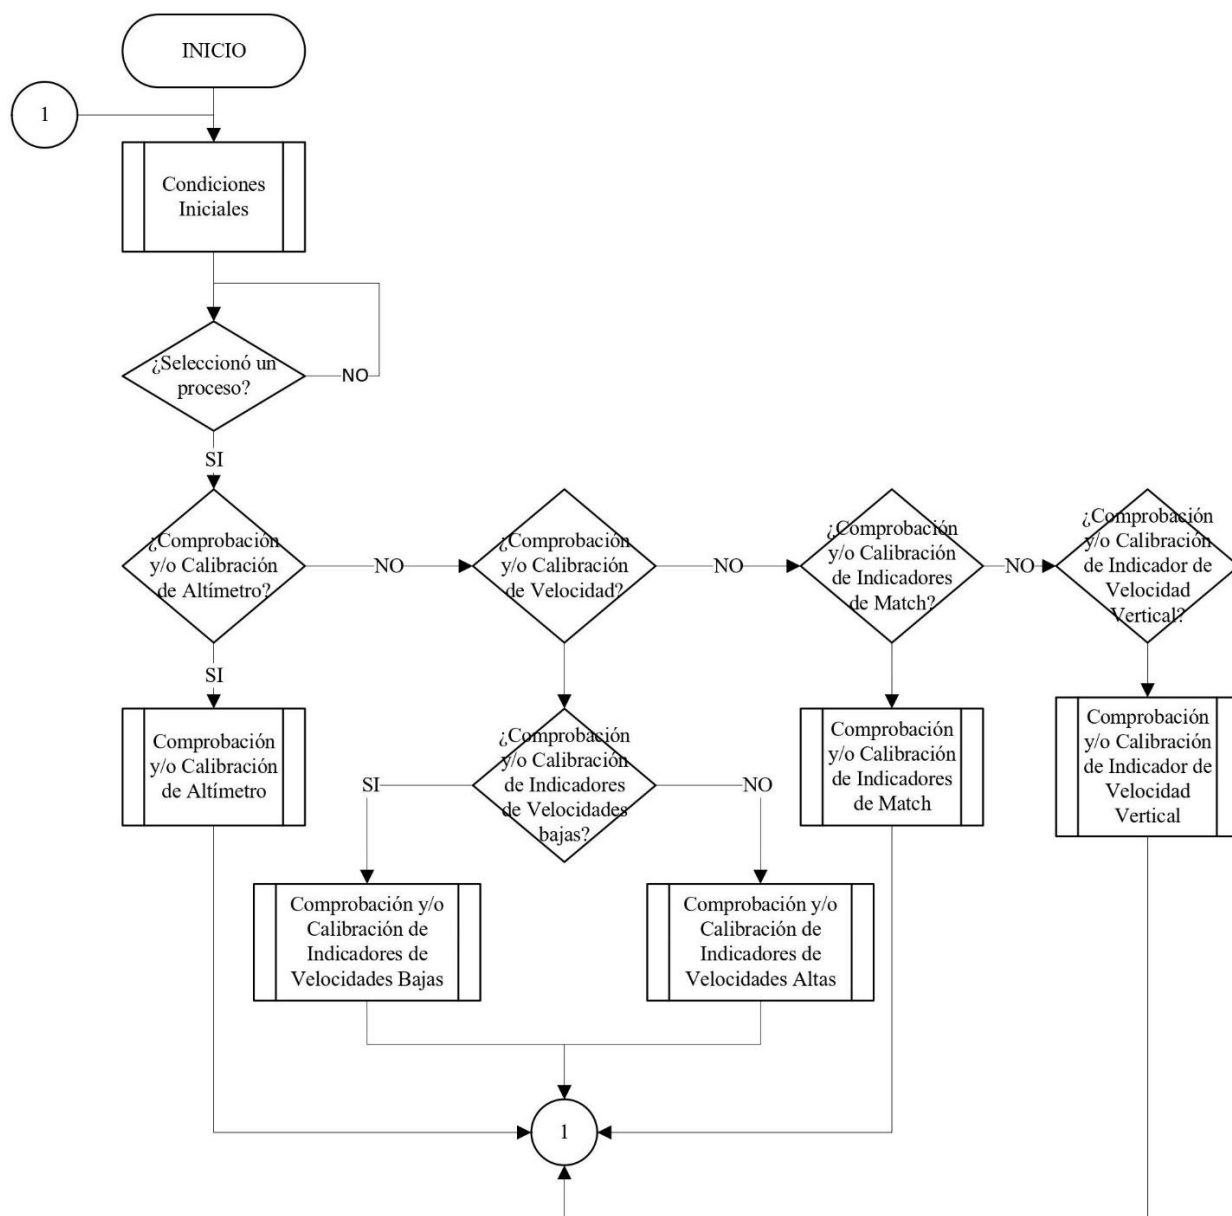 INICIO
1
Condiciones
Iniciales
¿Seleccionó un
proceso?
NO
SI
¿Comprobación
y/o Calibración
de Altímetro?
NO
¿Comprobación
y/o Calibración
de Velocidad?
NO
¿Comprobación
y/o Calibración
de Indicadores
de Match?
NO
¿Comprobación
y/o Calibración
de Indicador de
Velocidad
Vertical?
SI
Comprobación
y/o Calibración
de Altímetro
¿Comprobación
y/o Calibración
de Indicadores
de Velocidades
bajas?
SI
NO
Comprobación
y/o Calibración
de Indicadores
de Match
Comprobación
y/o Calibración
de Indicador de
Velocidad
Vertical
Comprobación y/o
Calibración de
Indicadores de
Velocidades Bajas
Comprobación y/o
Calibración de
Indicadores de
Velocidades Altas
1